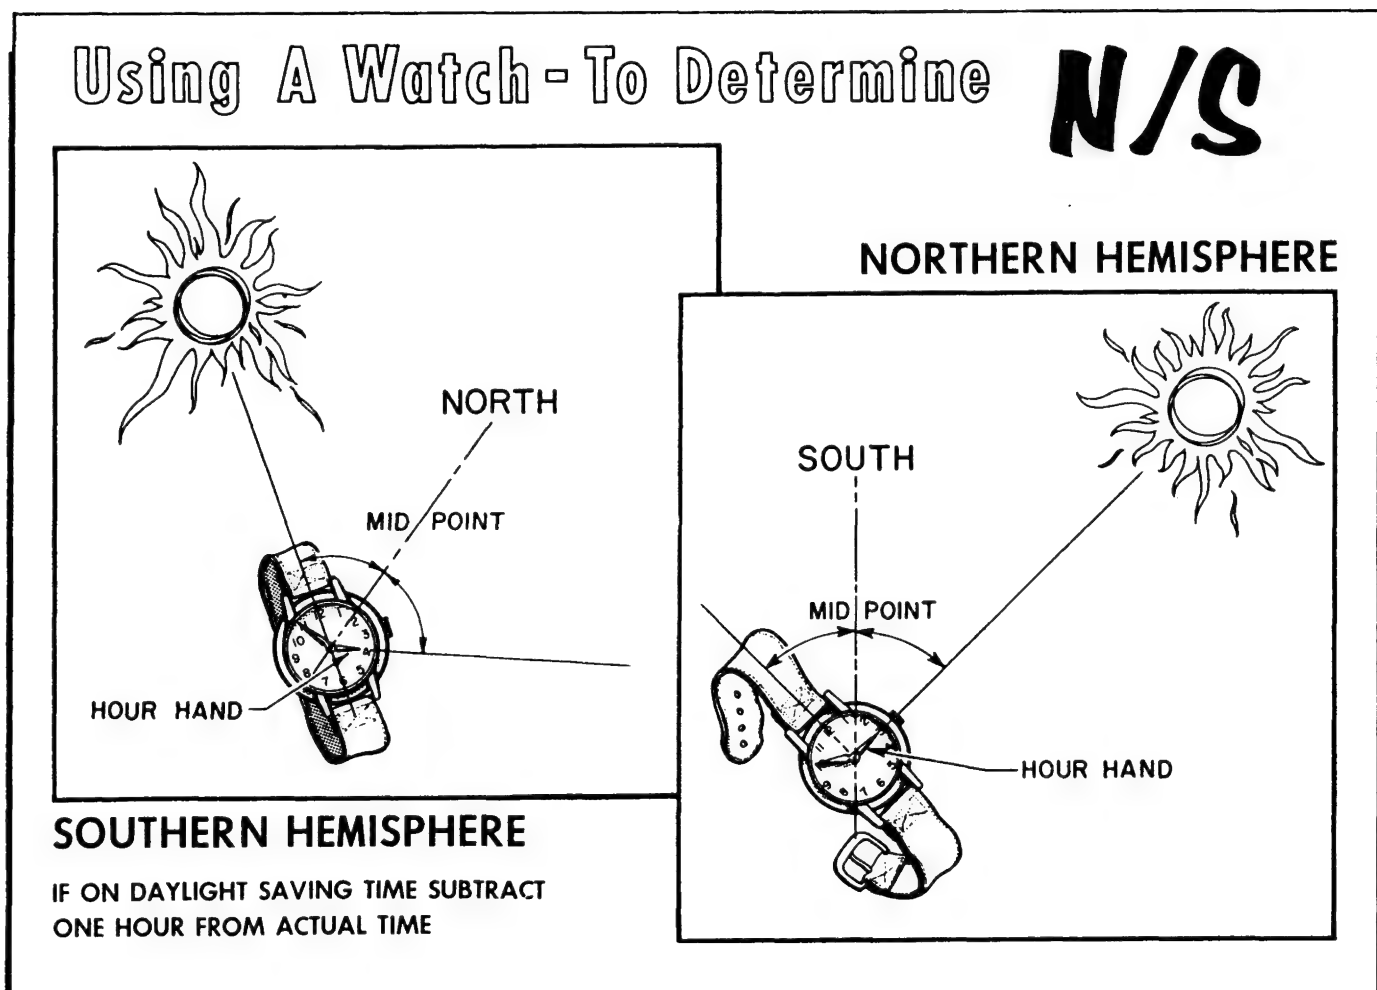 Using A Watch - To Determine N/S
NORTH
MID POINT
HOUR HAND
SOUTHERN HEMISPHERE
IF ON DAYLIGHT SAVING TIME SUBTRACT
ONE HOUR FROM ACTUAL TIME
NORTHERN HEMISPHERE
SOUTH
MID POINT
HOUR HAND